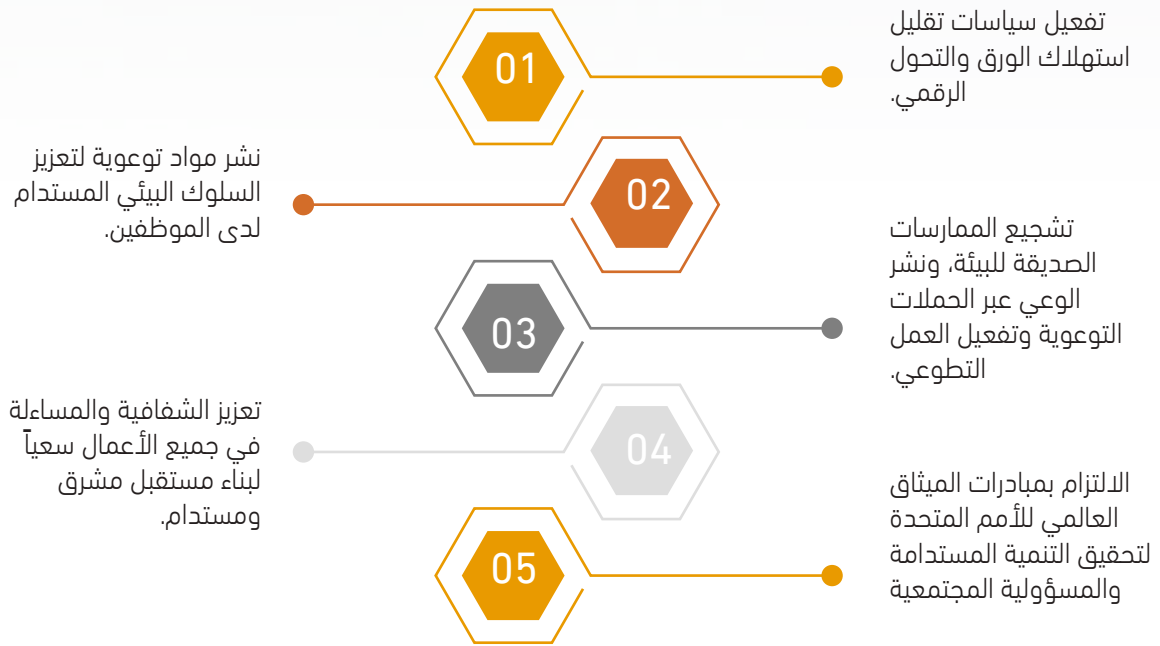 01
تفعيل سياسات تقليل
استهلاك الورق والتحول
الرقمي.
02
نشر مواد توعوية لتعزيز
السلوك البيئي المستدام
لدى الموظفين.
03
تشجيع الممارسات
الصديقة للبيئة، ونشر
الوعي عبر الحملات
التوعوية وتفعيل العمل
التطوعي.
04
تعزيز الشفافية والمساءلة
في جميع الأعمال سعياً
لبناء مستقبل مشرق
ومستدام.
05
الالتزام بمبادرات الميثاق
العالمي للأمم المتحدة
لتحقيق التنمية المستدامة
والمسؤولية المجتمعية